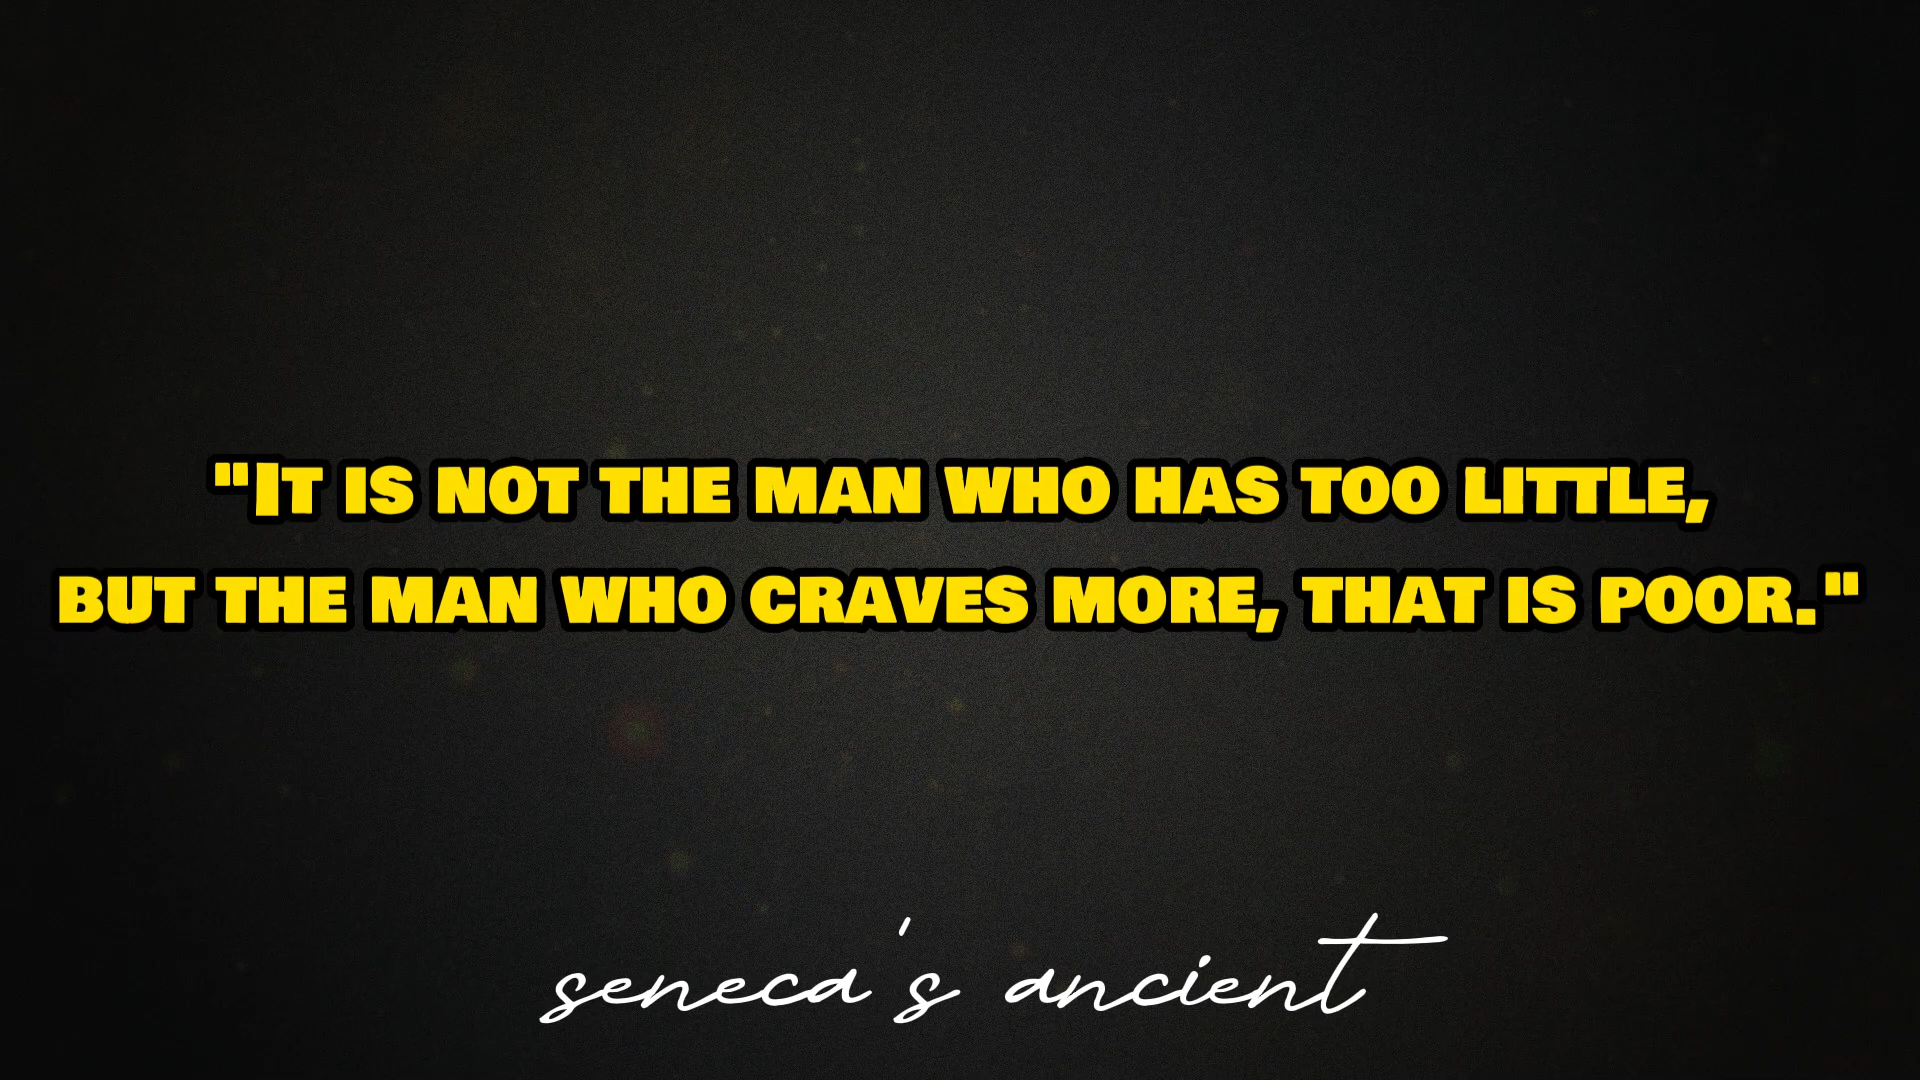 "It is not the man who has too little,
but the man who craves more, that is poor."
seneca's ancient